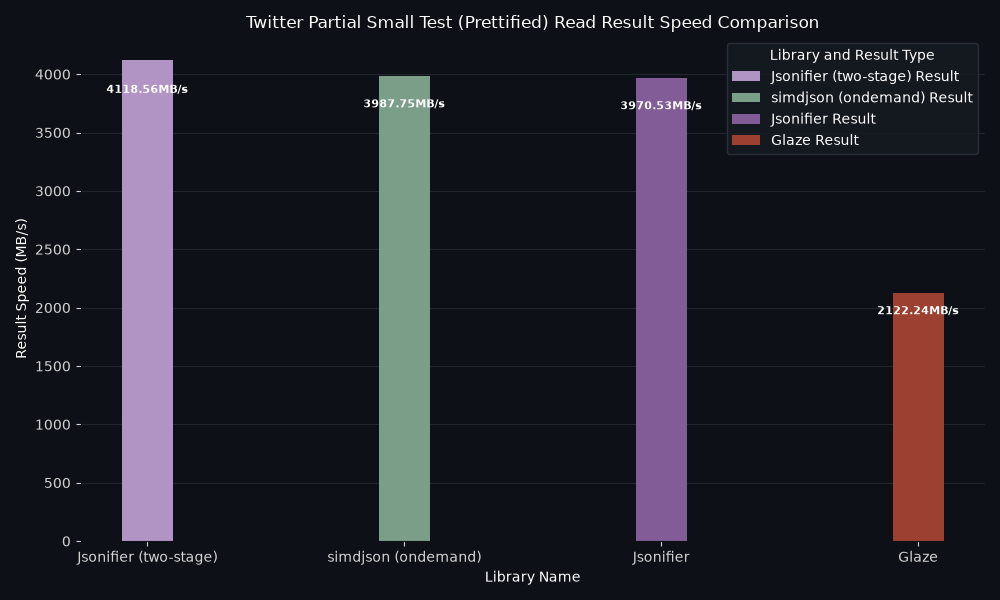 Twitter Partial Small Test (Prettified) Read Result Speed Comparison
Library and Result Type
Jsonifier (two-stage) Result
simdjson (ondemand) Result
Jsonifier Result
Glaze Result
4118.56MB/s
3987.75MB/s
3970.53MB/s
2122.24MB/s
Result Speed (MB/s)
4000
3500
3000
2500
2000
1500
1000
500
0
Jsonifier (two-stage)
simdjson (ondemand)
Jsonifier
Glaze
Library Name